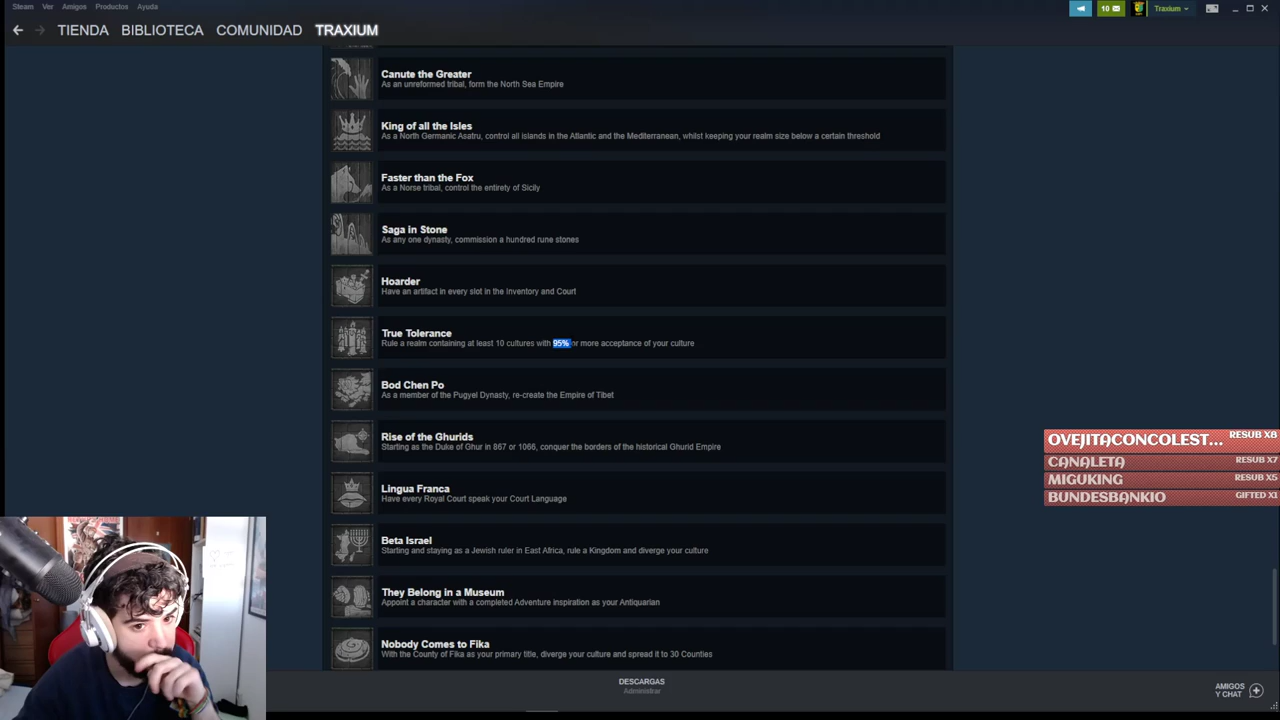 Steam Ver Amigos Productos Ayuda
10
Traxium
TIENDA BIBLIOTECA COMUNIDAD TRAXIUM
Canute the Greater
As an unreformed tribal, form the North Sea Empire
King of all the Isles
As a North Germanic Asatru, control all islands in the Atlantic and the Mediterranean, whilst keeping your realm size below a certain threshold
Faster than the Fox
As a Norse tribal, control the entirety of Sicily
Saga in Stone
As any one dynasty, commission a hundred rune stones
Hoarder
Have an artifact in every slot in the Inventory and Court
True Tolerance
Rule a realm containing at least 10 cultures with 95% or more acceptance of your culture
Bod Chen Po
As a member of the Pugyel Dynasty, re-create the Empire of Tibet
Rise of the Ghurids
Starting as the Duke of Ghur in 867 or 1066, conquer the borders of the historical Ghurid Empire
Lingua Franca
Have every Royal Court speak your Court Language
Beta Israel
Starting and staying as a Jewish ruler in East Africa, rule a Kingdom and diverge your culture
They Belong in a Museum
Appoint a character with a completed Adventure inspiration as your Antiquarian
Nobody Comes to Fika
With the County of Fika as your primary title, diverge your culture and spread it to 30 Counties
OVEJITACONCOLEST... RESUB X8
CANALETA RESUB X7
MIGUKING RESUB X5
BUNDESBANKIO GIFTED X1
DESCARGAS
Administrar
AMIGOS
Y CHAT